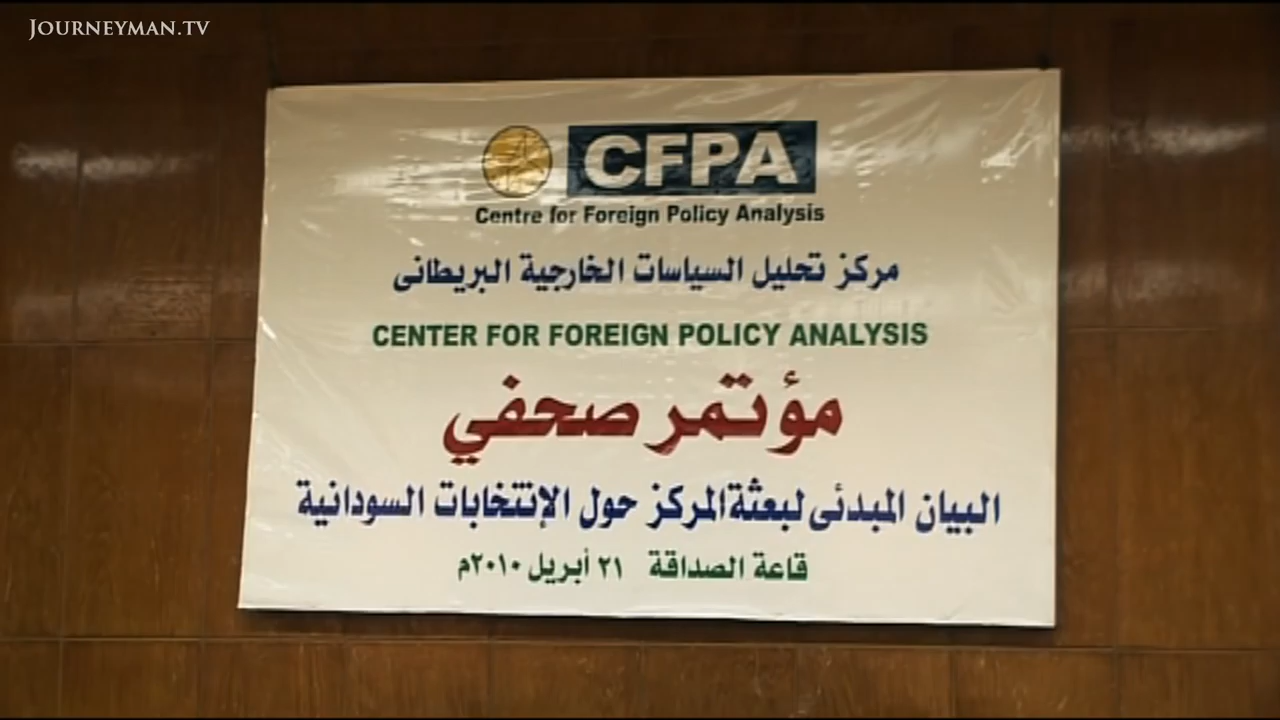 JOURNEYMAN.TV
CFPA
Centre for Foreign Policy Analysis
مركز تحليل السياسات الخارجية البريطانى
CENTER FOR FOREIGN POLICY ANALYSIS
مؤتمر صحفي
البيان المبدئى لبعثة المركز حول الإنتخابات السودانية
قاعة الصداقة ٢١ أبريل ٢٠١٠م